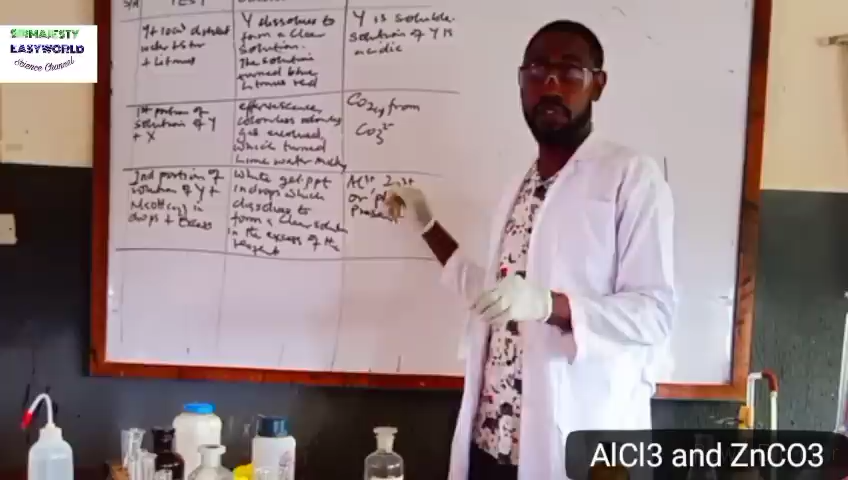 SRMAJESTY
EASYWORLD
Science Channel
TEST
Y + 10cm³ distilled
water + stir
+ Litmus
Y dissolves to
form a clear
solution.
The solution
turned blue
litmus red
Y is soluble.
solution of Y is
acidic
1st portion of
solution of Y
+ X
effervescence
colourless odourless
gas evolved
which turned
lime water milky
CO2(g) from
CO3²⁻
2nd portion of
solution of Y +
NaOH(aq) in
drops + Excess
White gel. ppt
in drops which
dissolves to
form a clear solution
in the excess of the
reagent
Al³⁺ Zn²⁺
or
present
AlCl3 and ZnCO3